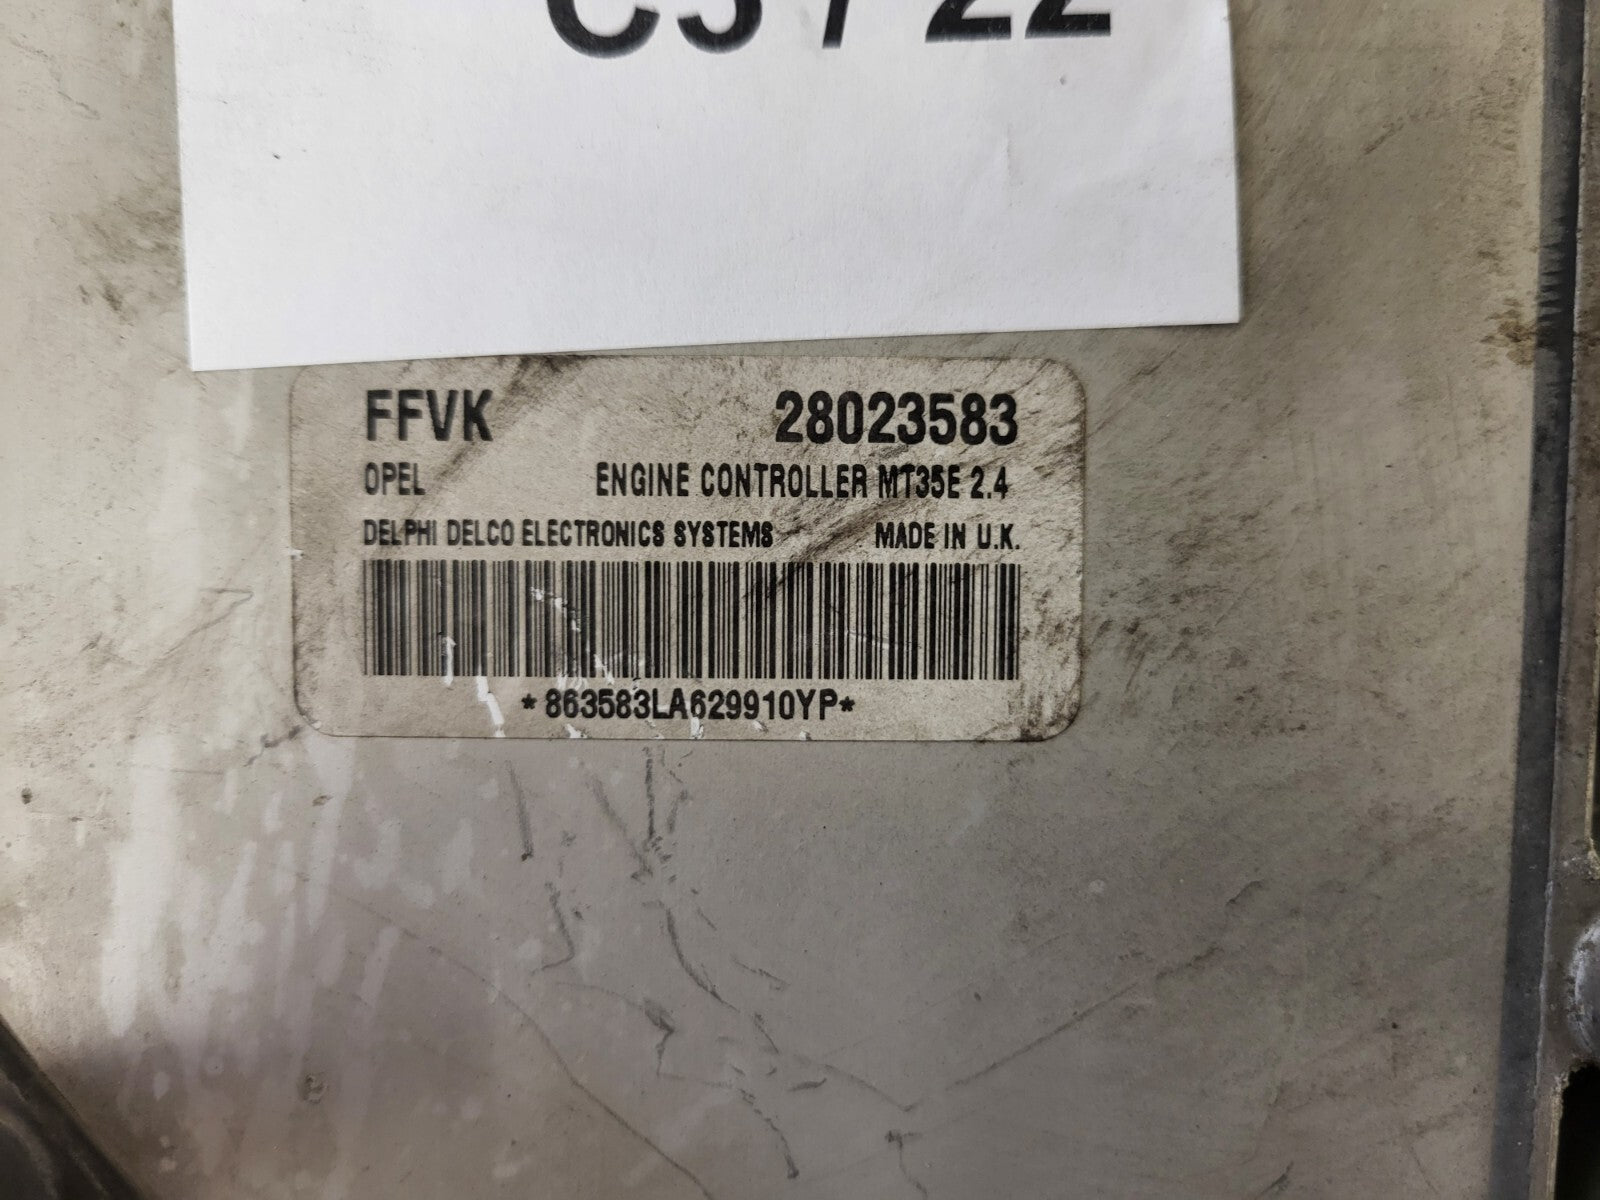 FFVK 28023583
OPEL ENGINE CONTROLLER MT35E 2.4
DELPHI DELCO ELECTRONICS SYSTEMS MADE IN U.K.
*863583LA629910YP*